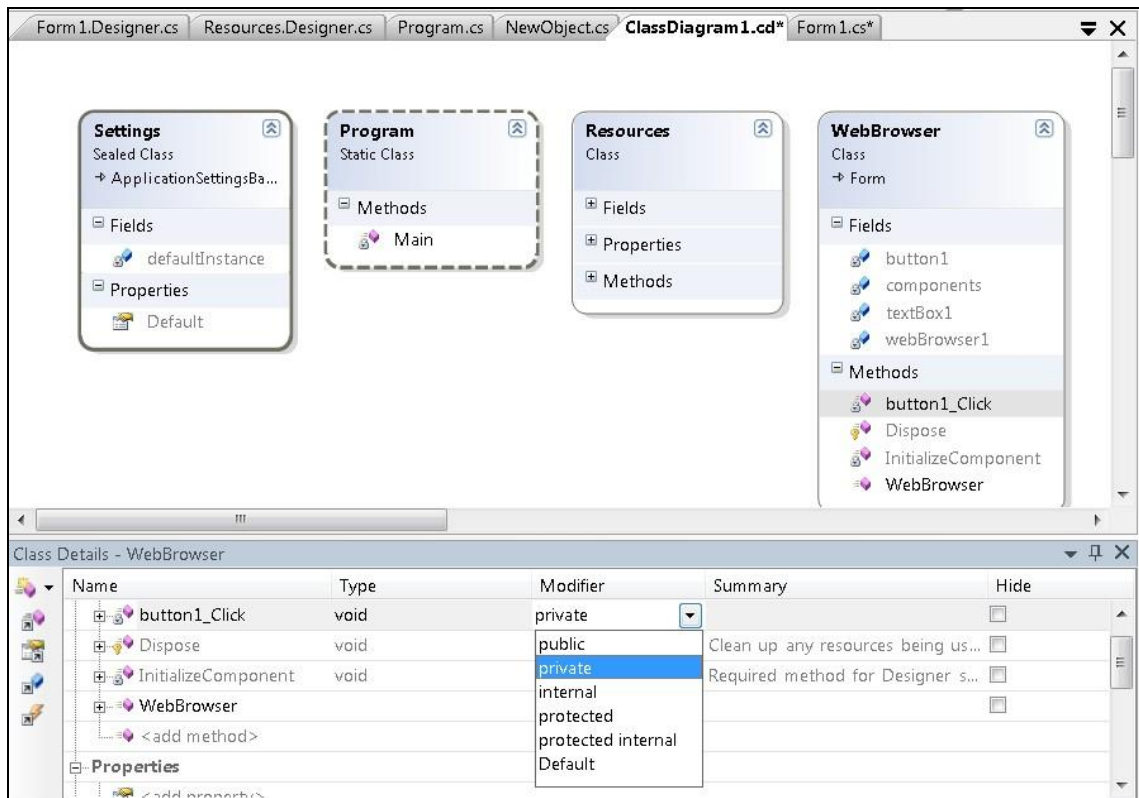 Form1.Designer.cs Resources.Designer.cs Program.cs NewObject.cs ClassDiagram1.cd* Form1.cs*
Settings
Sealed Class
ApplicationSettingsBa...
Fields
defaultInstance
Properties
Default
Program
Static Class
Methods
Main
Resources
Class
Fields
Properties
Methods
WebBrowser
Class
Form
Fields
button1
components
textBox1
webBrowser1
Methods
button1_Click
Dispose
InitializeComponent
WebBrowser
Class Details - WebBrowser
Name Type Modifier Summary Hide
button1_Click void private
Dispose void Clean up any resources being us...
InitializeComponent void Required method for Designer s...
WebBrowser
<add method>
Properties
<add property>
public
private
internal
protected
protected internal
Default